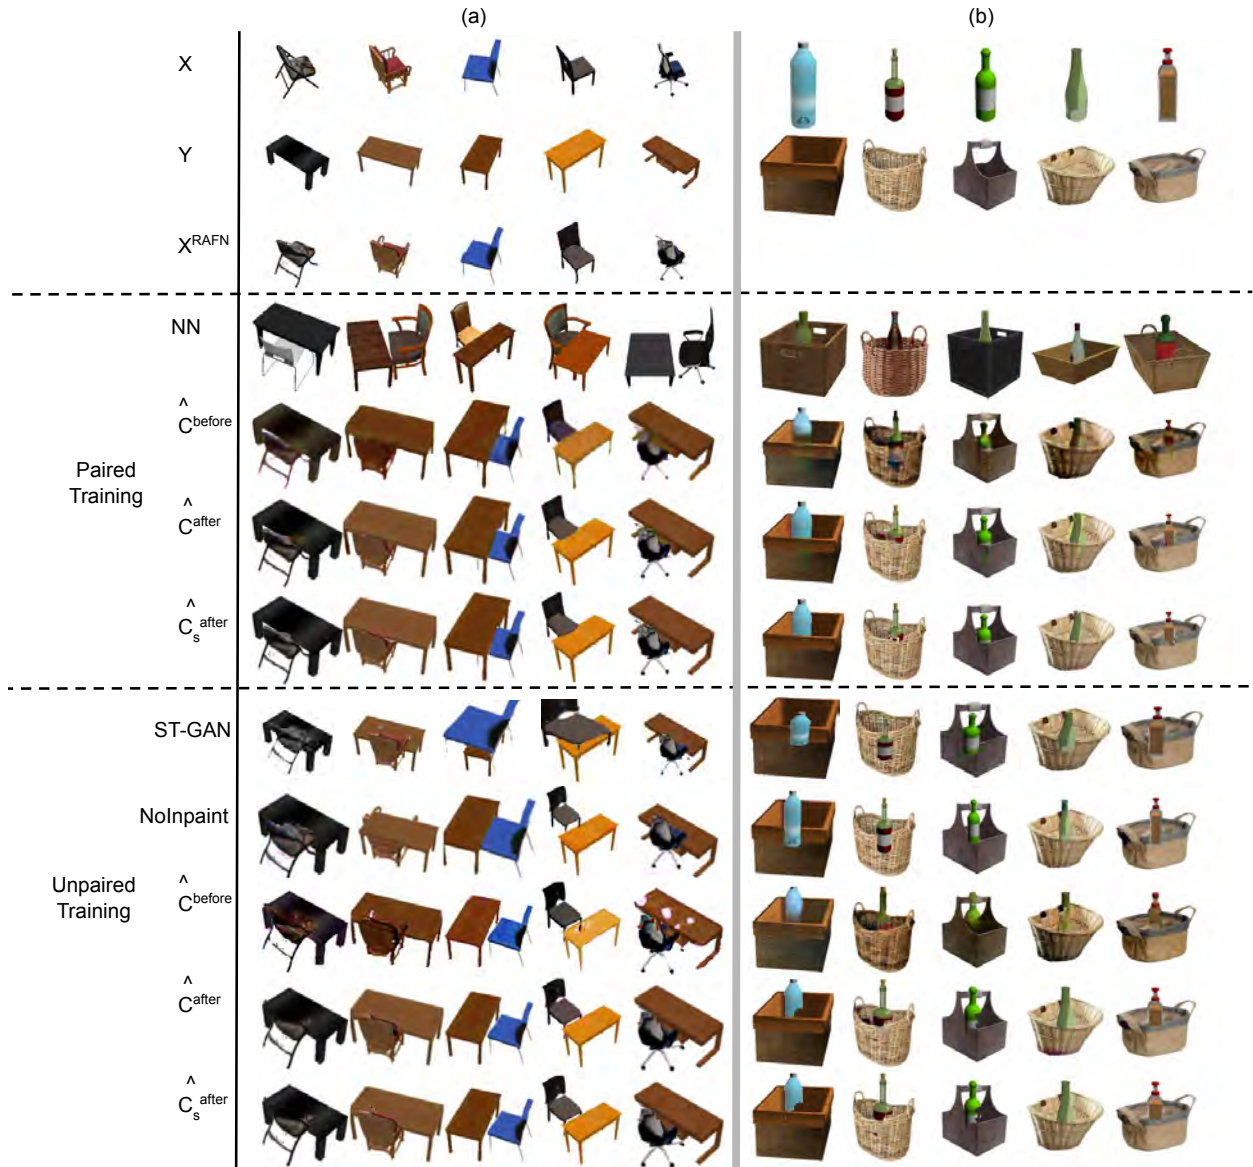 (a)
(b)
X
Y
X^RAFN
NN
Ĉ^before
Paired
Training
Ĉ^after
Ĉ_s^after
ST-GAN
NoInpaint
Unpaired
Training
Ĉ^before
Ĉ^after
Ĉ_s^after